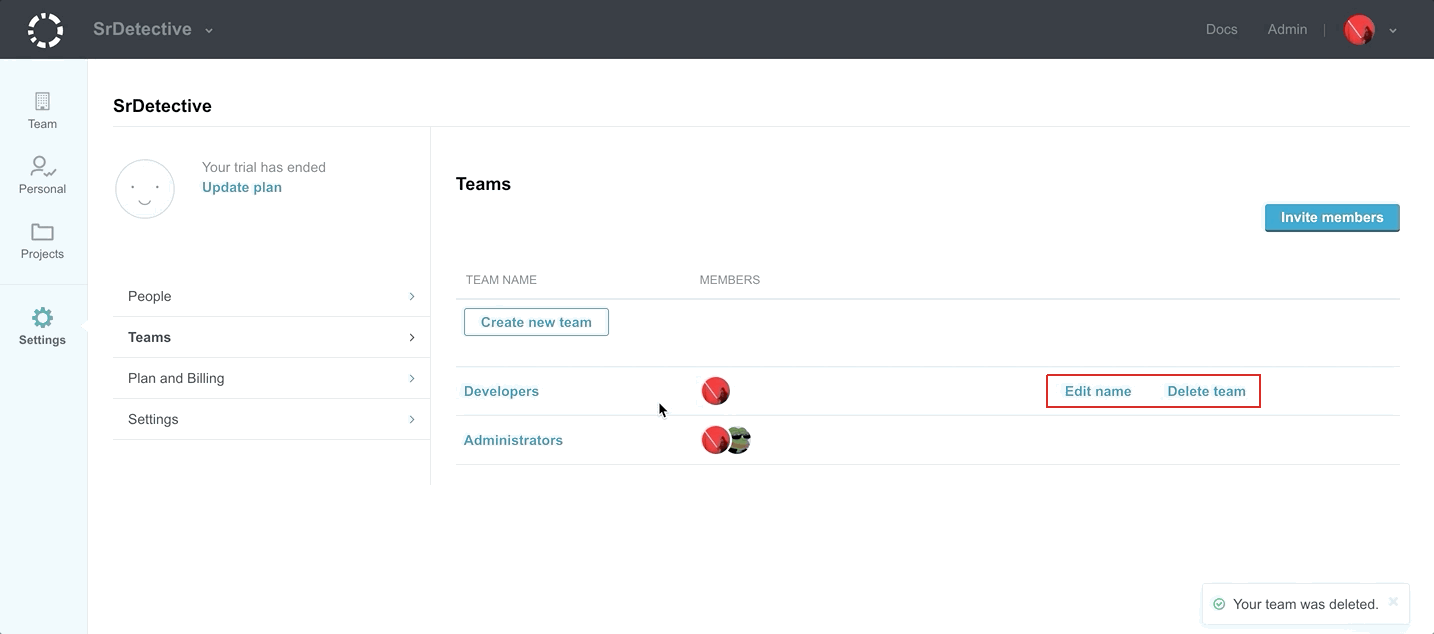 SrDetective
Docs Admin
Team
Personal
Projects
Settings
SrDetective
Your trial has ended
Update plan
People
Teams
Plan and Billing
Settings
Teams
Invite members
TEAM NAME MEMBERS
Create new team
Developers Edit name Delete team
Administrators
Your team was deleted.